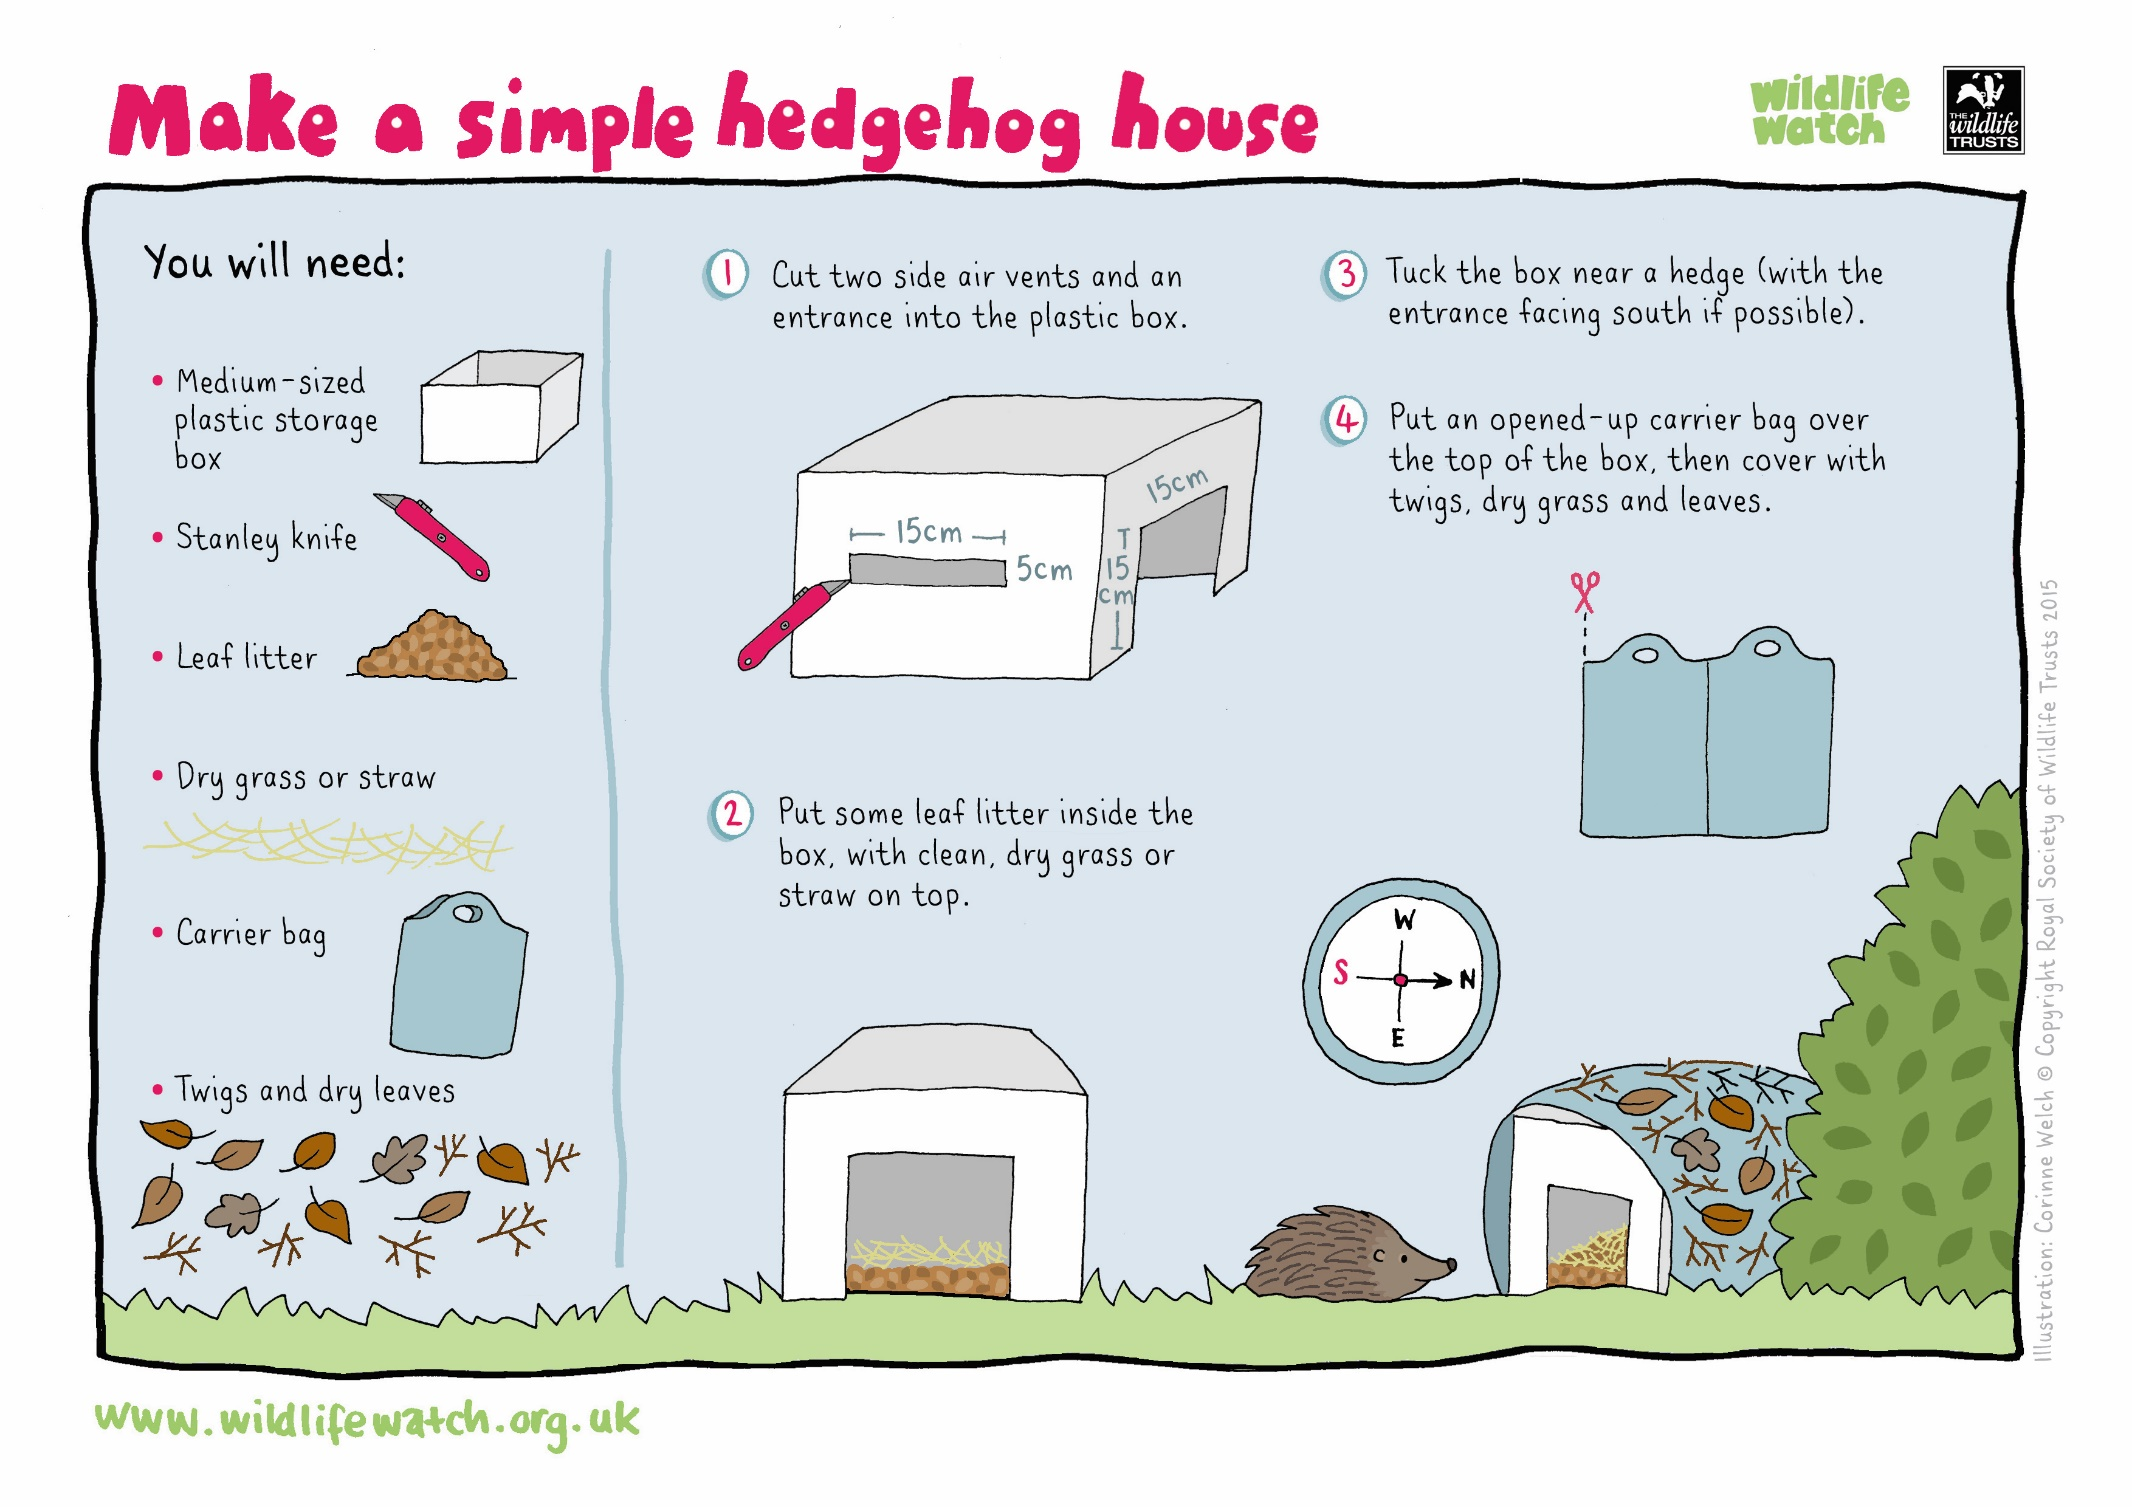 Make a simple hedgehog house
wildlife
watch
THE
wildlife
TRUSTS
You will need:
• Medium-sized
plastic storage
box
• Stanley knife
• Leaf litter
• Dry grass or straw
• Carrier bag
• Twigs and dry leaves
1 Cut two side air vents and an
entrance into the plastic box.
15cm
15cm
5cm
15
cm
2 Put some leaf litter inside the
box, with clean, dry grass or
straw on top.
3 Tuck the box near a hedge (with the
entrance facing south if possible).
4 Put an opened-up carrier bag over
the top of the box, then cover with
twigs, dry grass and leaves.
W
S N
E
Illustration: Corinne Welch © Copyright Royal Society of Wildlife Trusts 2015
www.wildlifewatch.org.uk